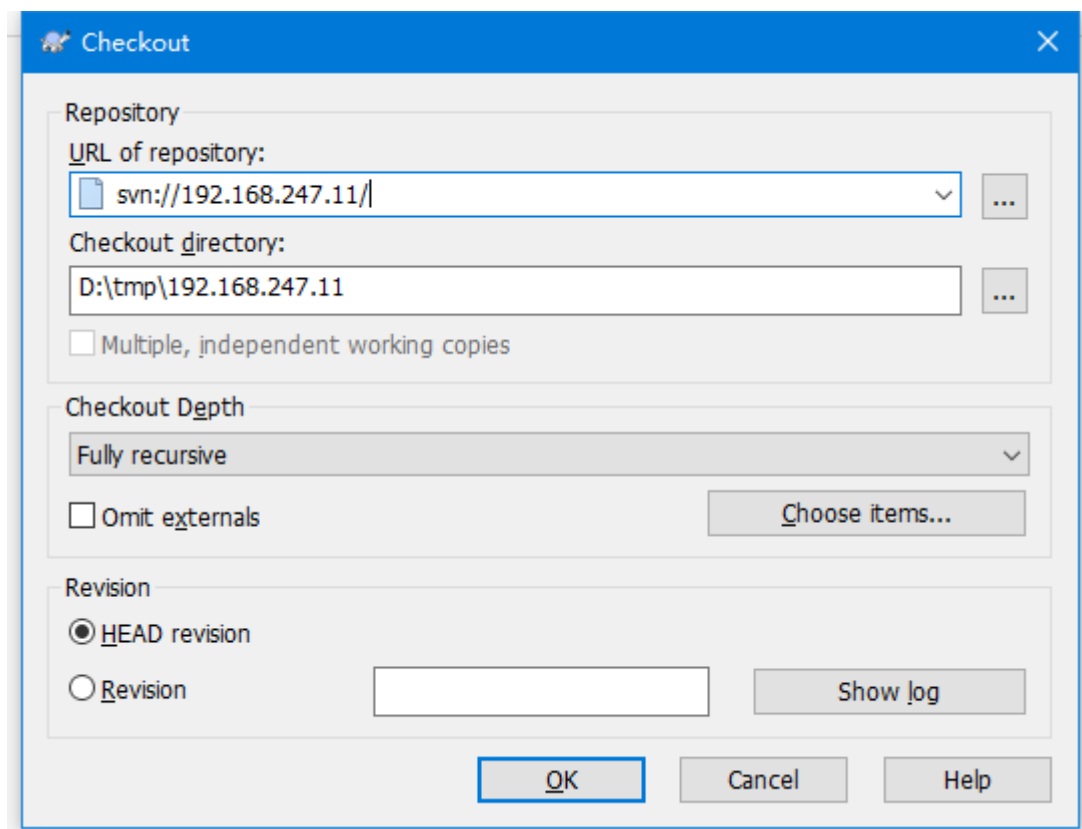 Checkout
Repository
URL of repository:
svn://192.168.247.11/
...
Checkout directory:
D:\tmp\192.168.247.11
...
Multiple, independent working copies
Checkout Depth
Fully recursive
Omit externals
Choose items...
Revision
HEAD revision
Revision
Show log
OK
Cancel
Help